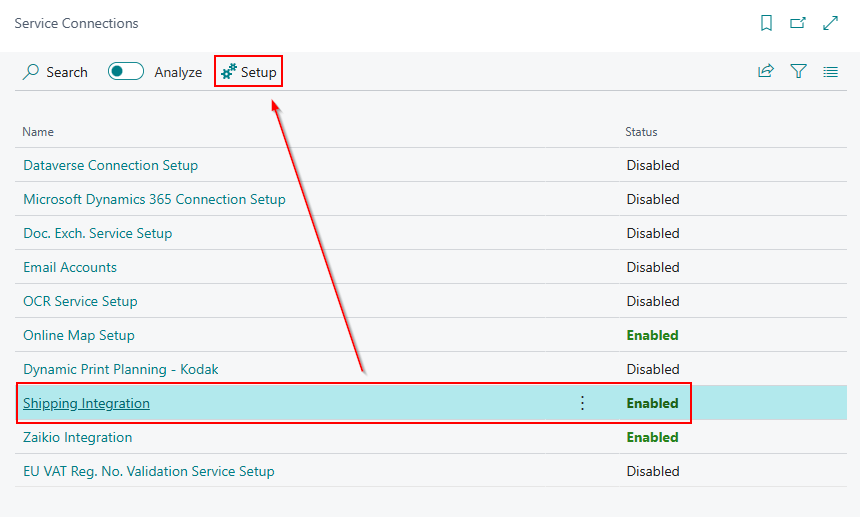 Service Connections
Search Analyze Setup
Name Status
Dataverse Connection Setup Disabled
Microsoft Dynamics 365 Connection Setup Disabled
Doc. Exch. Service Setup Disabled
Email Accounts Disabled
OCR Service Setup Disabled
Online Map Setup Enabled
Dynamic Print Planning - Kodak Disabled
Shipping Integration Enabled
Zaikio Integration Enabled
EU VAT Reg. No. Validation Service Setup Disabled